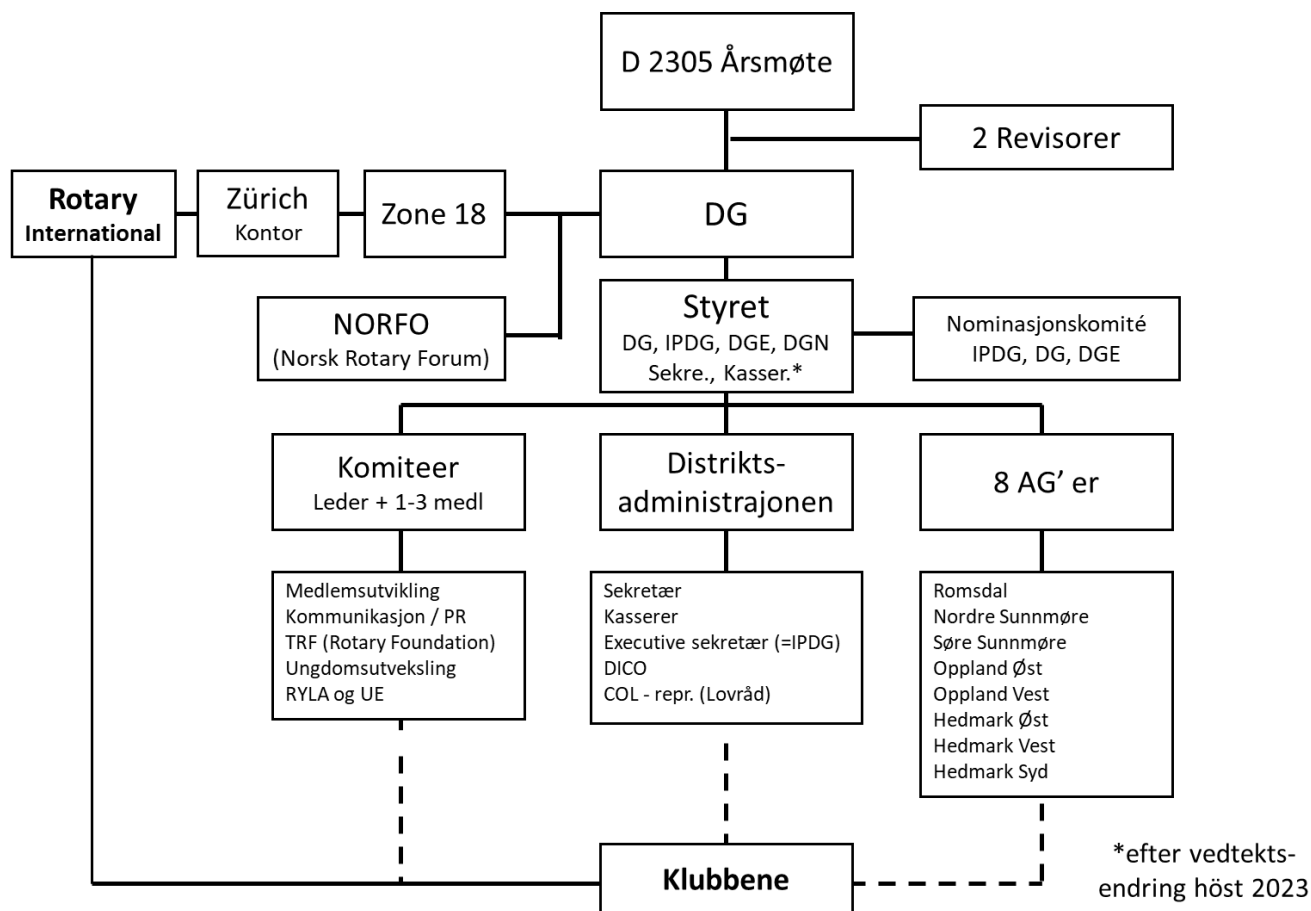 D 2305 Årsmøte
2 Revisorer
Rotary
International
Zürich
Kontor
Zone 18
DG
NORFO
(Norsk Rotary Forum)
Styret
DG, IPDG, DGE, DGN
Sekre., Kasser.*
Nominasjonskomité
IPDG, DG, DGE
Komiteer
Leder + 1-3 medl
Distrikts-
administrajonen
8 AG' er
Medlemsutvikling
Kommunikasjon / PR
TRF (Rotary Foundation)
Ungdomsutveksling
RYLA og UE
Sekretær
Kasserer
Executive sekretær (=IPDG)
DICO
COL - repr. (Lovråd)
Romsdal
Nordre Sunnmøre
Søre Sunnmøre
Oppland Øst
Oppland Vest
Hedmark Øst
Hedmark Vest
Hedmark Syd
Klubbene
*efter vedtekts-
endring höst 2023